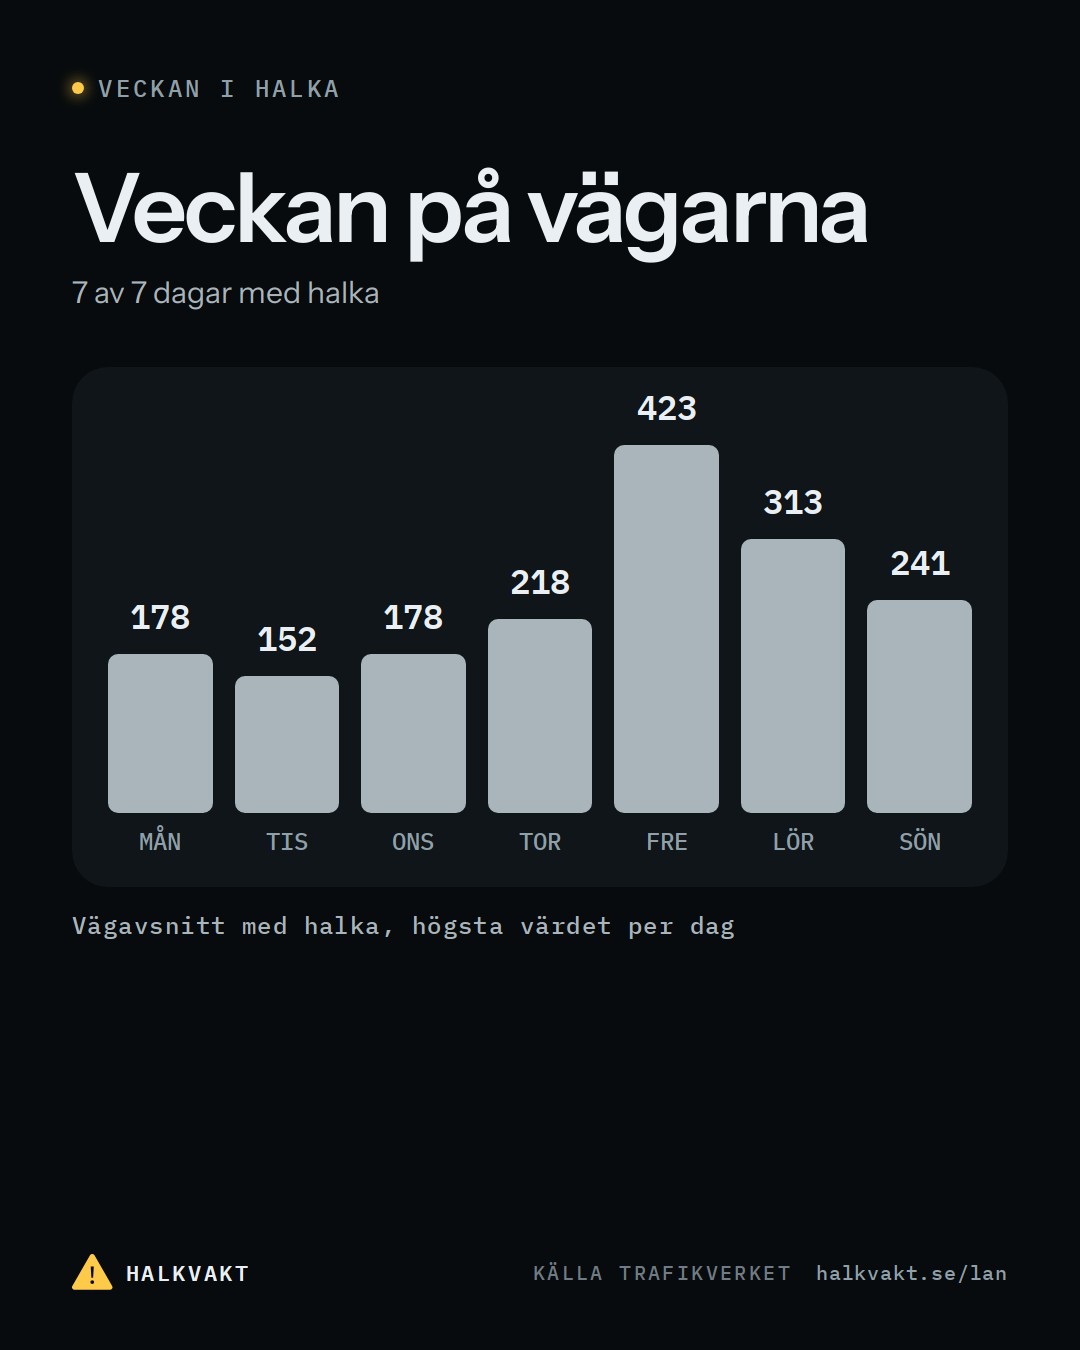 VECKAN I HALKA
Veckan på vägarna
7 av 7 dagar med halka
178 152 178 218 423 313 241
MÅN TIS ONS TOR FRE LÖR SÖN
Vägavsnitt med halka, högsta värdet per dag
HALKVAKT KÄLLA TRAFIKVERKET halkvakt.se/lan